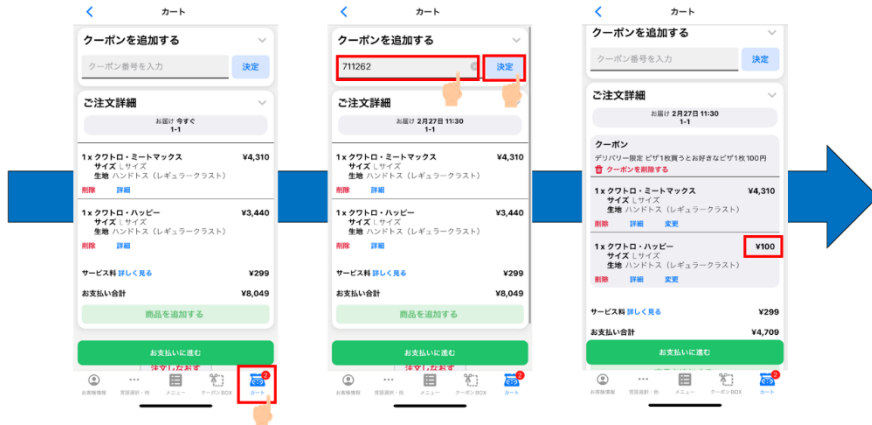 カート
クーポンを追加する
クーポン番号を入力
決定
ご注文詳細
お届け 今すぐ
1-1
1 x クワトロ・ミートマックス ¥4,310
サイズ Lサイズ
生地 ハンドトス（レギュラークラスト）
削除 詳細
1 x クワトロ・ハッピー ¥3,440
サイズ Lサイズ
生地 ハンドトス（レギュラークラスト）
削除 詳細
サービス料 詳しく見る ¥299
お支払い合計 ¥8,049
商品を追加する
お支払いに進む
注文しなおす
お客様情報 メニュー クーポンBOX カート
2
カート
クーポンを追加する
711262
決定
ご注文詳細
お届け 2月27日 11:30
1-1
1 x クワトロ・ミートマックス ¥4,310
サイズ Lサイズ
生地 ハンドトス（レギュラークラスト）
削除 詳細
1 x クワトロ・ハッピー ¥3,440
サイズ Lサイズ
生地 ハンドトス（レギュラークラスト）
削除 詳細
サービス料 詳しく見る ¥299
お支払い合計 ¥8,049
商品を追加する
お支払いに進む
注文しなおす
お客様情報 メニュー クーポンBOX カート
2
カート
クーポンを追加する
クーポン番号を入力
決定
ご注文詳細
お届け 2月27日 11:30
1-1
クーポン
デリバリー限定 ピザ1枚買うとお好きなピザ1枚100円
クーポンを削除する
1 x クワトロ・ミートマックス ¥4,310
サイズ Lサイズ
生地 ハンドトス（レギュラークラスト）
削除 詳細 変更
1 x クワトロ・ハッピー ¥100
サイズ Lサイズ
生地 ハンドトス（レギュラークラスト）
削除 詳細 変更
サービス料 詳しく見る ¥299
お支払い合計 ¥4,709
お支払いに進む
お客様情報 メニュー クーポンBOX カート
2